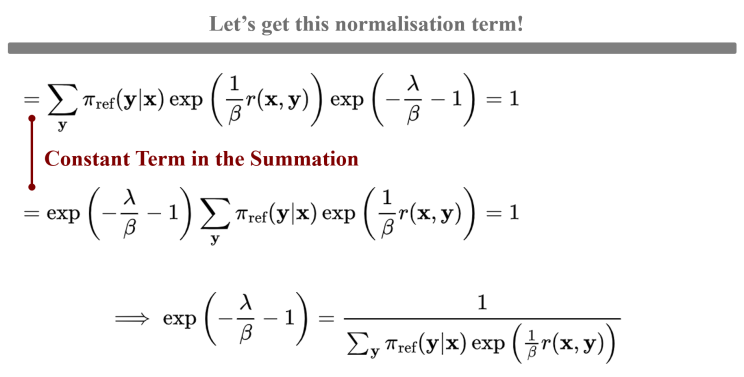 Let's get this normalisation term!
= ∑_y π_ref(y|x) exp(1/β r(x, y)) exp(−λ/β − 1) = 1
Constant Term in the Summation
= exp(−λ/β − 1) ∑_y π_ref(y|x) exp(1/β r(x, y)) = 1
⟹ exp(−λ/β − 1) = 1 / ∑_y π_ref(y|x) exp(1/β r(x, y))